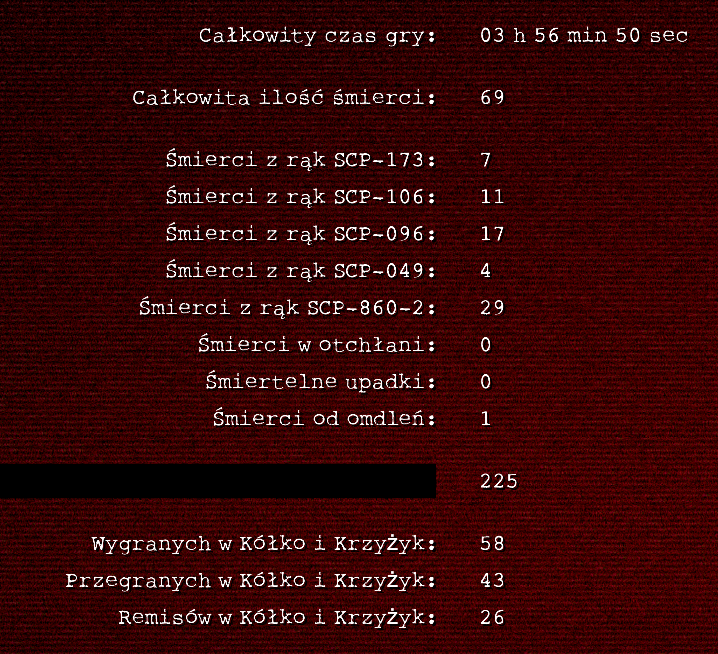 Całkowity czas gry: 03 h 56 min 50 sec
Całkowita ilość śmierci: 69
Śmierci z rąk SCP-173: 7
Śmierci z rąk SCP-106: 11
Śmierci z rąk SCP-096: 17
Śmierci z rąk SCP-049: 4
Śmierci z rąk SCP-860-2: 29
Śmierci w otchłani: 0
Śmiertelne upadki: 0
Śmierci od omdleń: 1
225
Wygranych w Kółko i Krzyżyk: 58
Przegranych w Kółko i Krzyżyk: 43
Remisów w Kółko i Krzyżyk: 26